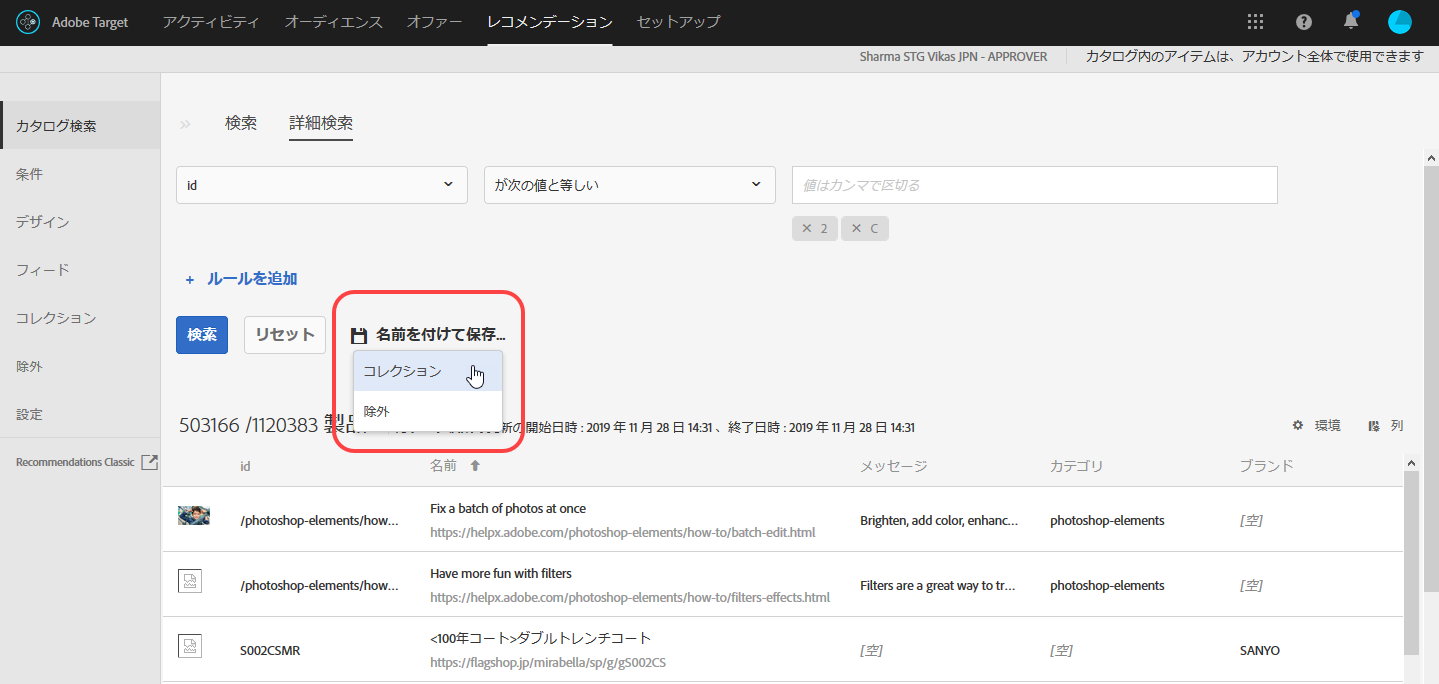 Adobe Target アクティビティ オーディエンス オファー レコメンデーション セットアップ
Sharma STG Vikas JPN - APPROVER カタログ内のアイテムは、アカウント全体で使用できます
カタログ検索
条件
デザイン
フィード
コレクション
除外
設定
Recommendations Classic
検索 詳細検索
id が次の値と等しい 値はカンマで区切る
× 2 × C
+ ルールを追加
検索 リセット 名前を付けて保存...
コレクション
除外
503166 /1120383 製品 の開始日時 : 2019 年 11 月 28 日 14:31 、終了日時 : 2019 年 11 月 28 日 14:31 環境 列
id 名前 メッセージ カテゴリ ブランド
/photoshop-elements/how... Fix a batch of photos at once Brighten, add color, enhanc... photoshop-elements [空]
https://helpx.adobe.com/photoshop-elements/how-to/batch-edit.html
/photoshop-elements/how... Have more fun with filters Filters are a great way to tr... photoshop-elements [空]
https://helpx.adobe.com/photoshop-elements/how-to/filters-effects.html
S002CSMR <100年コート>ダブルトレンチコート [空] [空] SANYO
https://flagshop.jp/mirabella/sp/g/gS002CS